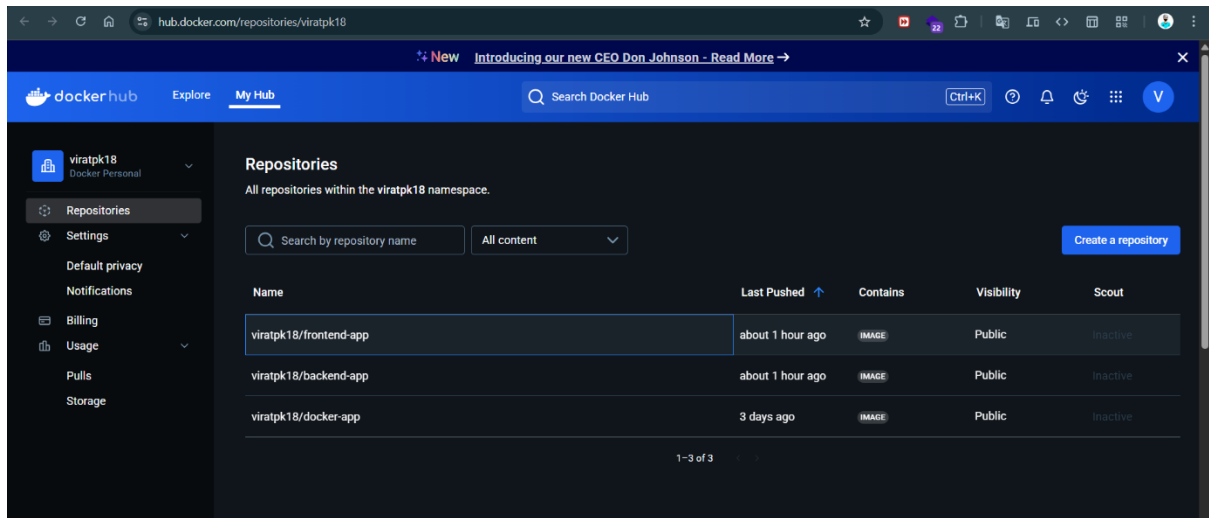 hub.docker.com/repositories/viratpk18
22
New Introducing our new CEO Don Johnson - Read More →
dockerhub Explore My Hub Search Docker Hub Ctrl+K V
viratpk18
Docker Personal
Repositories
Settings
Default privacy
Notifications
Billing
Usage
Pulls
Storage
Repositories
All repositories within the viratpk18 namespace.
Search by repository name All content Create a repository
Name Last Pushed ↑ Contains Visibility Scout
viratpk18/frontend-app about 1 hour ago IMAGE Public Inactive
viratpk18/backend-app about 1 hour ago IMAGE Public Inactive
viratpk18/docker-app 3 days ago IMAGE Public Inactive
1–3 of 3